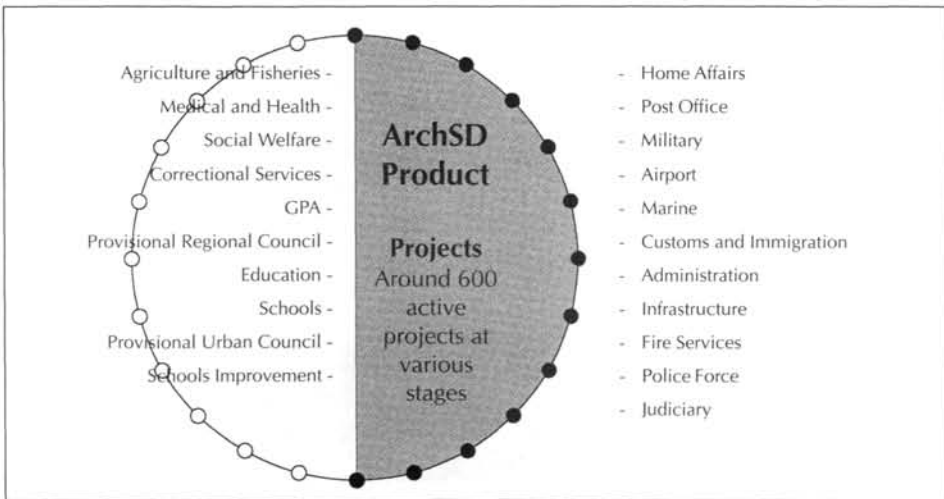 Agriculture and Fisheries -
Medical and Health -
Social Welfare -
Correctional Services -
GPA -
Provisional Regional Council -
Education -
Schools -
Provisional Urban Council -
Schools Improvement -
ArchSD
Product
Projects
Around 600
active
projects at
various
stages
- Home Affairs
- Post Office
- Military
- Airport
- Marine
- Customs and Immigration
- Administration
- Infrastructure
- Fire Services
- Police Force
- Judiciary